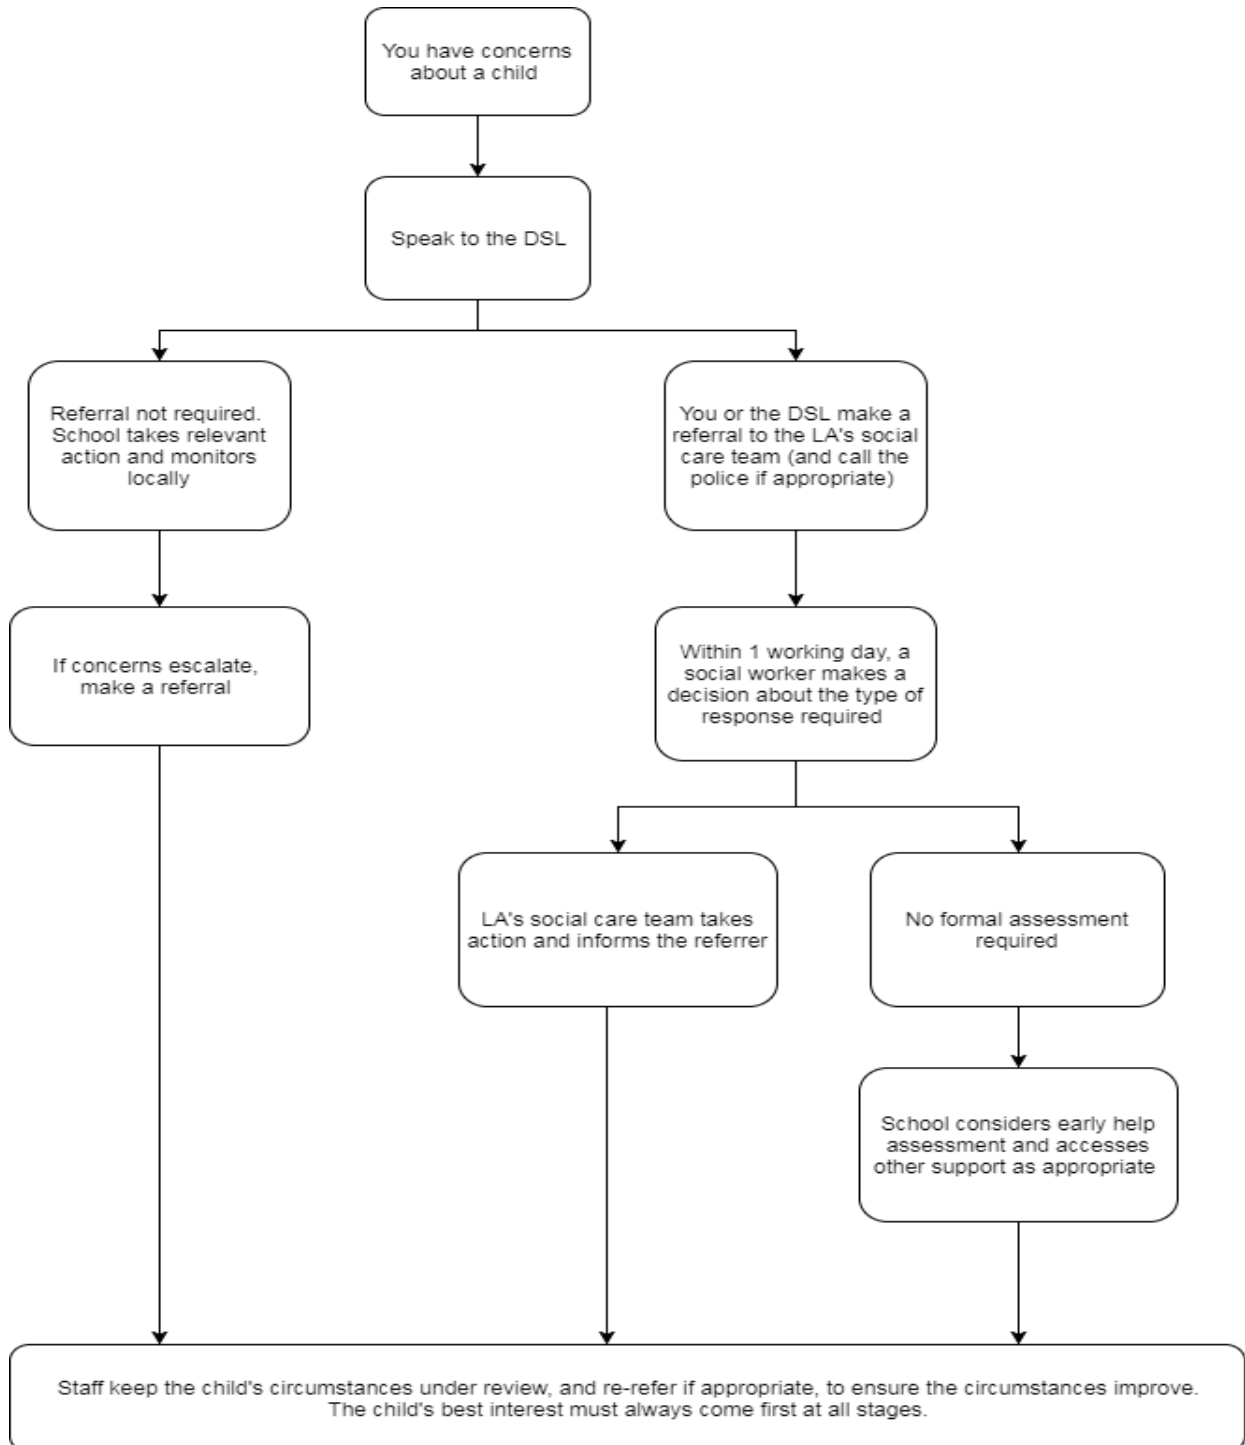 You have concerns
about a child
Speak to the DSL
Referral not required.
School takes relevant
action and monitors
locally
You or the DSL make a
referral to the LA's social
care team (and call the
police if appropriate)
If concerns escalate,
make a referral
Within 1 working day, a
social worker makes a
decision about the type of
response required
LA's social care team takes
action and informs the referrer
No formal assessment
required
School considers early help
assessment and accesses
other support as appropriate
Staff keep the child's circumstances under review, and re-refer if appropriate, to ensure the circumstances improve.
The child's best interest must always come first at all stages.